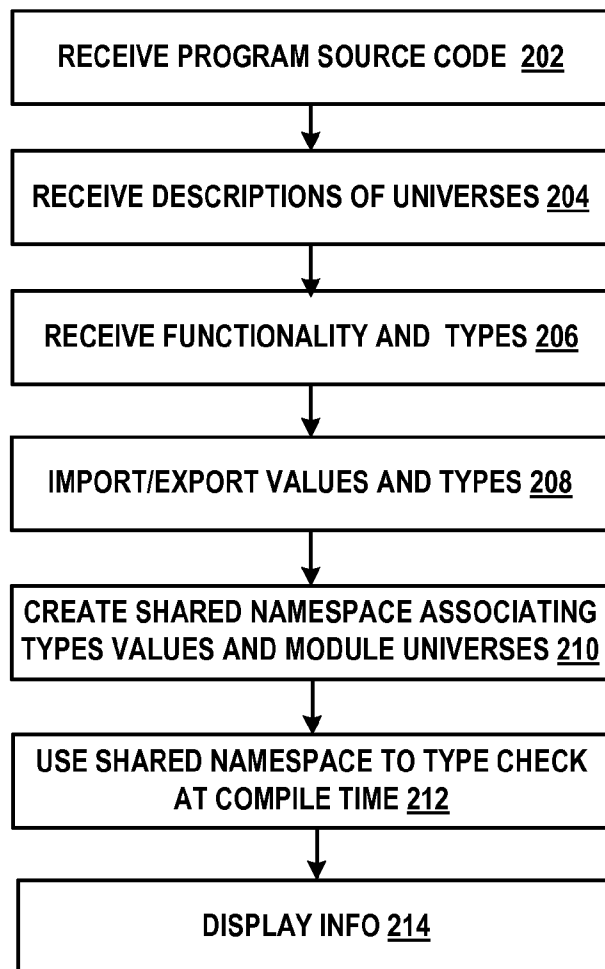 RECEIVE PROGRAM SOURCE CODE 202
RECEIVE DESCRIPTIONS OF UNIVERSES 204
RECEIVE FUNCTIONALITY AND TYPES 206
IMPORT/EXPORT VALUES AND TYPES 208
CREATE SHARED NAMESPACE ASSOCIATING
TYPES VALUES AND MODULE UNIVERSES 210
USE SHARED NAMESPACE TO TYPE CHECK
AT COMPILE TIME 212
DISPLAY INFO 214